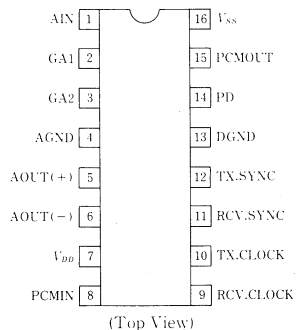 AIN 1 16 Vss
GA1 2 15 PCMOUT
GA2 3 14 PD
AGND 4 13 DGND
AOUT(+) 5 12 TX.SYNC
AOUT(−) 6 11 RCV.SYNC
VDD 7 10 TX.CLOCK
PCMIN 8 9 RCV.CLOCK
(Top View)